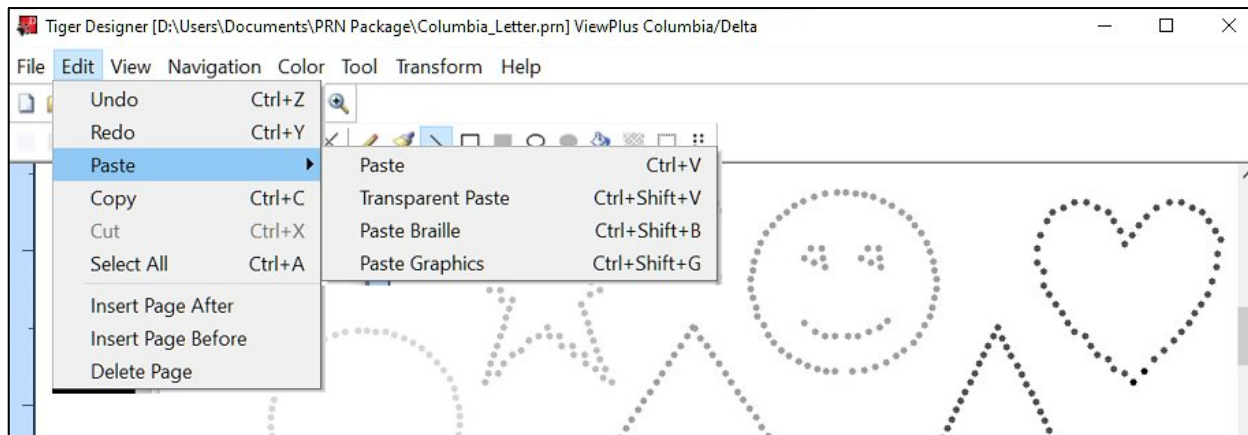 Tiger Designer [D:\Users\Documents\PRN Package\Columbia_Letter.prn] ViewPlus Columbia/Delta
File Edit View Navigation Color Tool Transform Help
Undo Ctrl+Z
Redo Ctrl+Y
Paste
Copy Ctrl+C
Cut Ctrl+X
Select All Ctrl+A
Insert Page After
Insert Page Before
Delete Page
Paste Ctrl+V
Transparent Paste Ctrl+Shift+V
Paste Braille Ctrl+Shift+B
Paste Graphics Ctrl+Shift+G